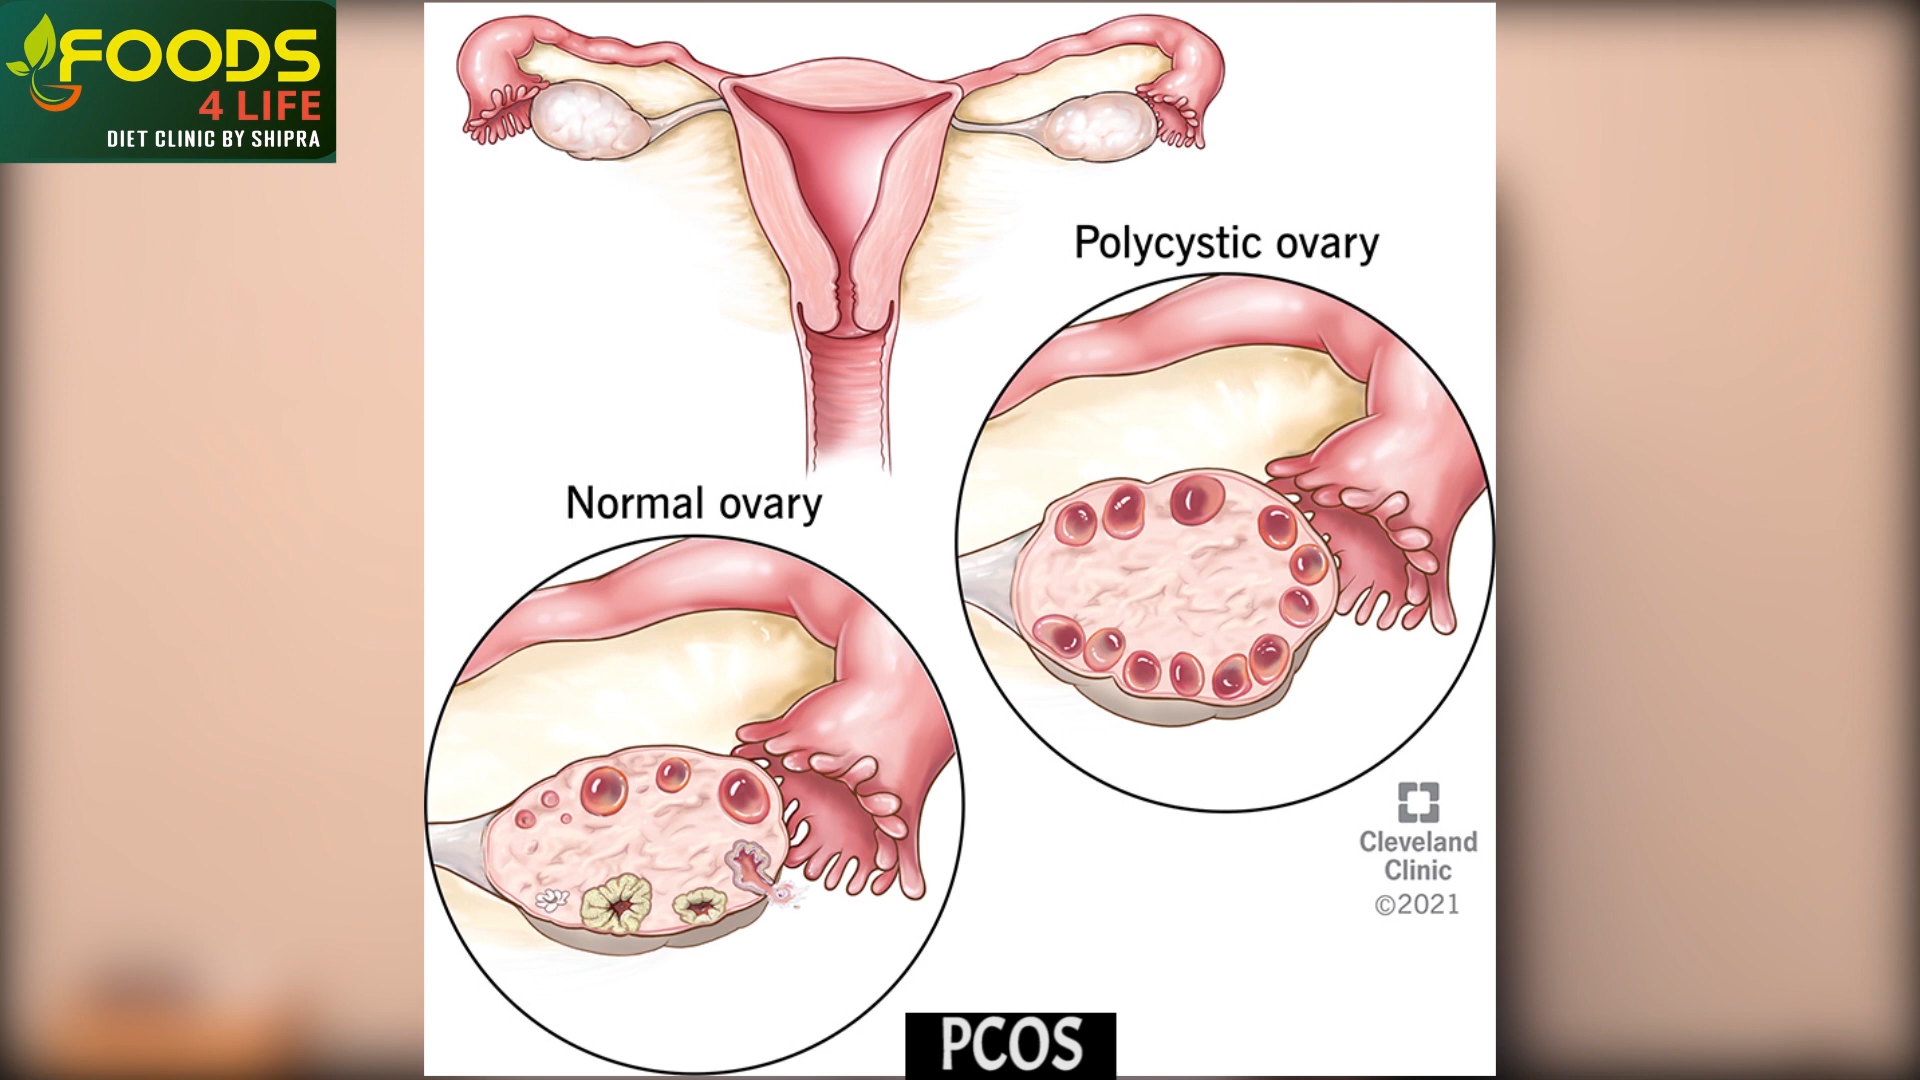 FOODS
4 LIFE
DIET CLINIC BY SHIPRA
Polycystic ovary
Normal ovary
Cleveland
Clinic
©2021
PCOS